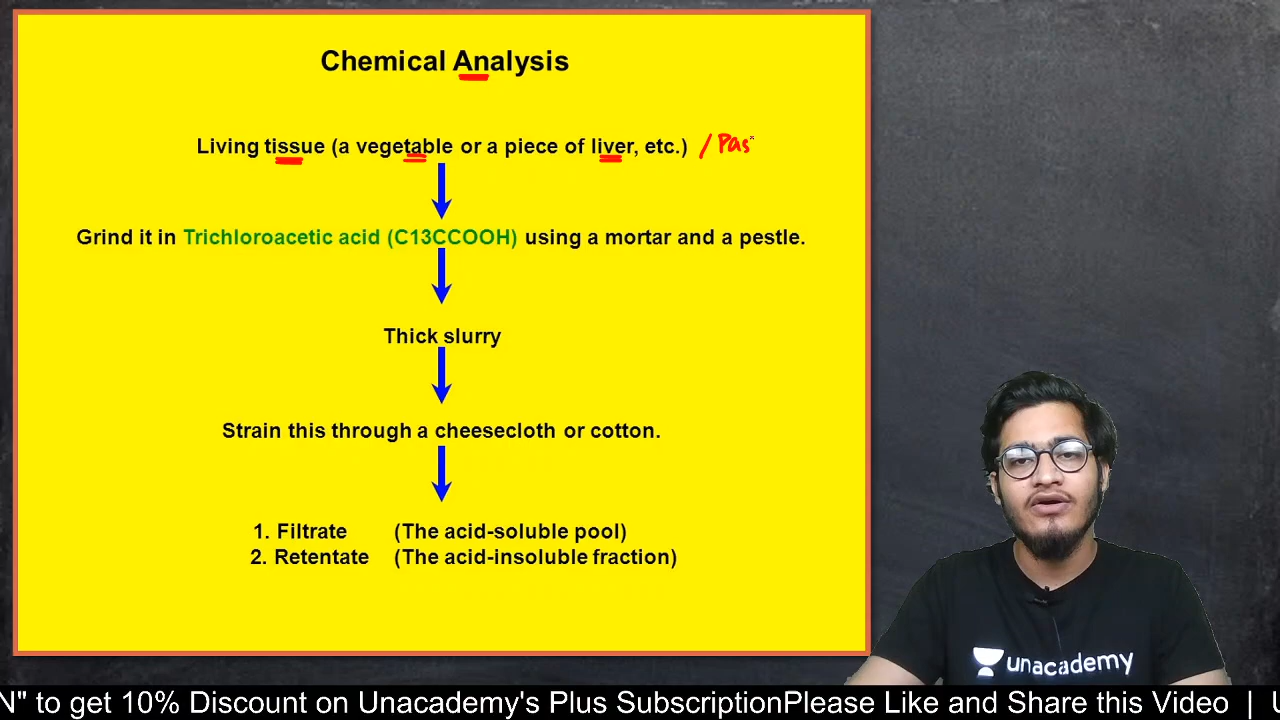 Chemical Analysis
Living tissue (a vegetable or a piece of liver, etc.) / Pas
Grind it in Trichloroacetic acid (C13CCOOH) using a mortar and a pestle.
Thick slurry
Strain this through a cheesecloth or cotton.
1. Filtrate (The acid-soluble pool)
2. Retentate (The acid-insoluble fraction)
unacademy
N" to get 10% Discount on Unacademy's Plus SubscriptionPlease Like and Share this Video | U